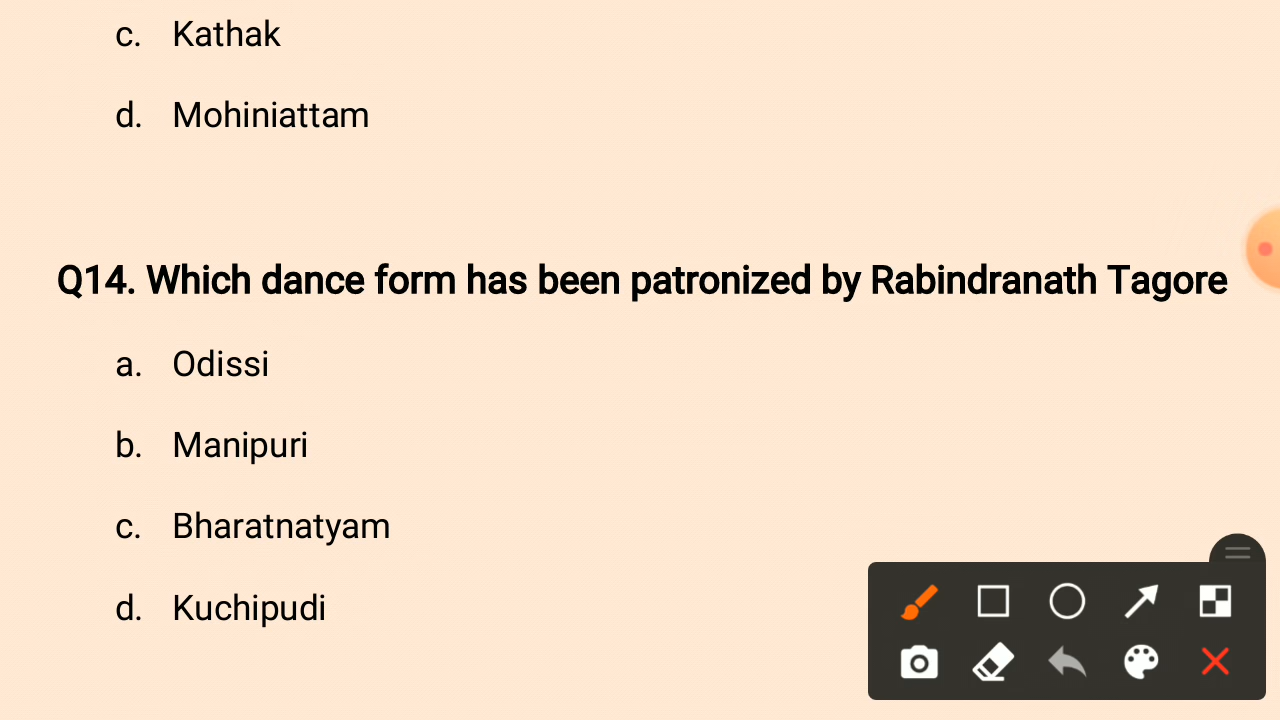 c. Kathak
d. Mohiniattam
Q14. Which dance form has been patronized by Rabindranath Tagore
a. Odissi
b. Manipuri
c. Bharatnatyam
d. Kuchipudi